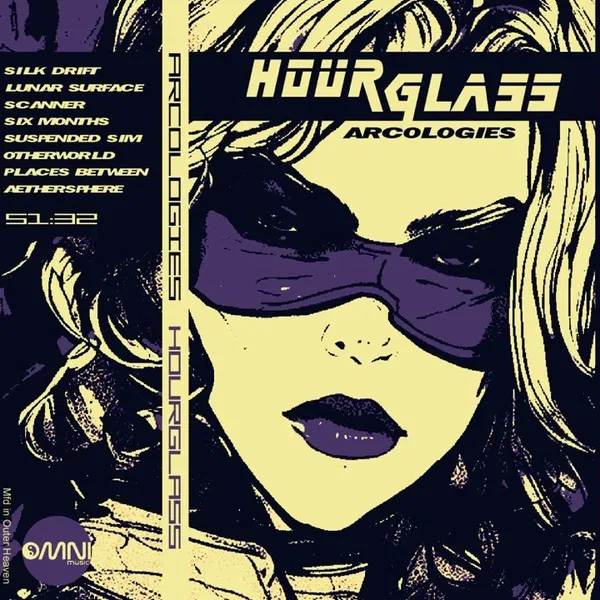 SILK DRIFT
LUNAR SURFACE
SCANNER
SIX MONTHS
SUSPENDED SIM
OTHERWORLD
PLACES BETWEEN
AETHERSPHERE
51:32
Mfd in Outer Heaven
OMNI
music
ARCOLOGIES HOURGLASS
HOURGLASS
ARCOLOGIES